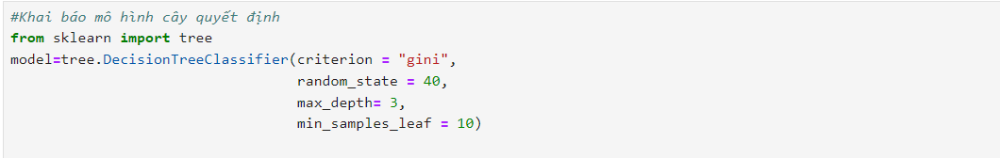 #Khai báo mô hình cây quyết định
from sklearn import tree
model=tree.DecisionTreeClassifier(criterion = "gini",
random_state = 40,
max_depth= 3,
min_samples_leaf = 10)